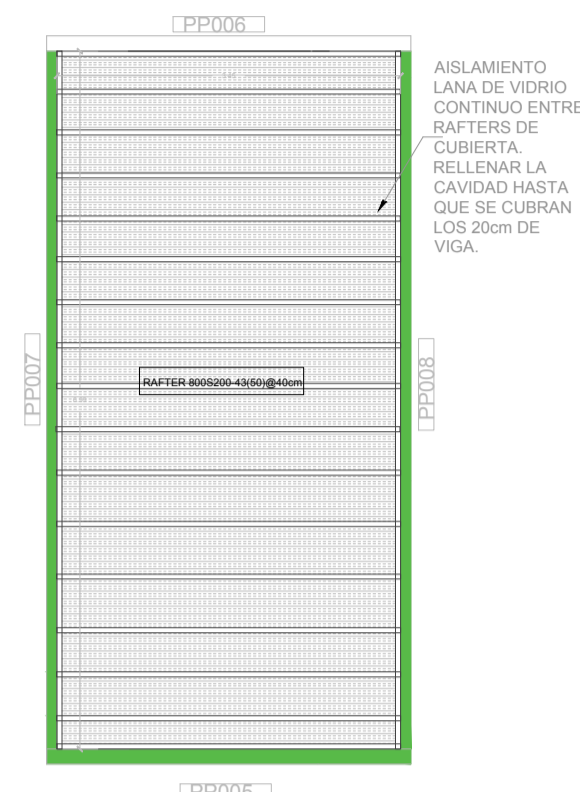 PP006
AISLAMIENTO
LANA DE VIDRIO
CONTINUO ENTRE
RAFTERS DE
CUBIERTA.
RELLENAR LA
CAVIDAD HASTA
QUE SE CUBRAN
LOS 20cm DE
VIGA.
PP007
RAFTER 800S200-43(50)@40cm
PP008
PP005